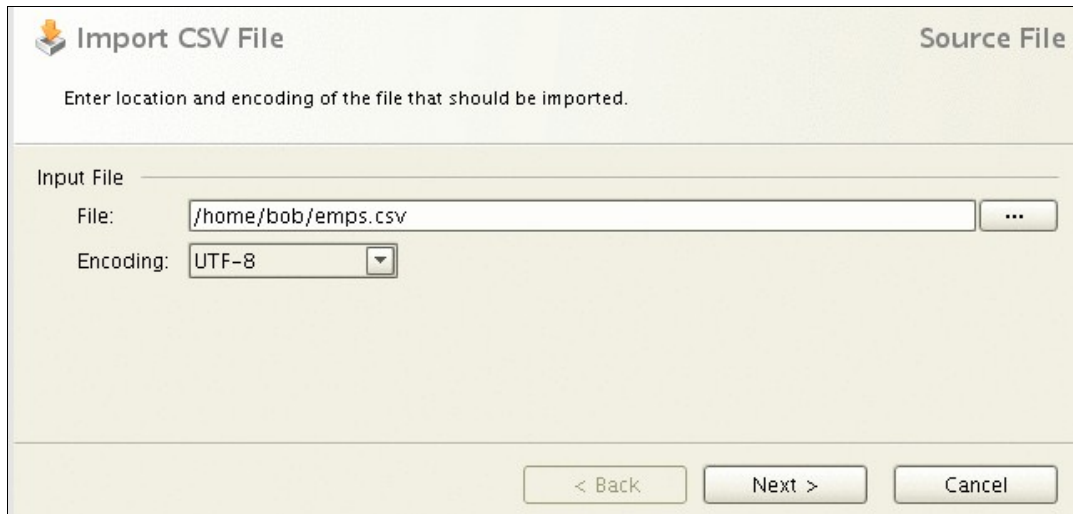 Import CSV File Source File
Enter location and encoding of the file that should be imported.
Input File
File: /home/bob/emps.csv ...
Encoding: UTF-8
< Back Next > Cancel